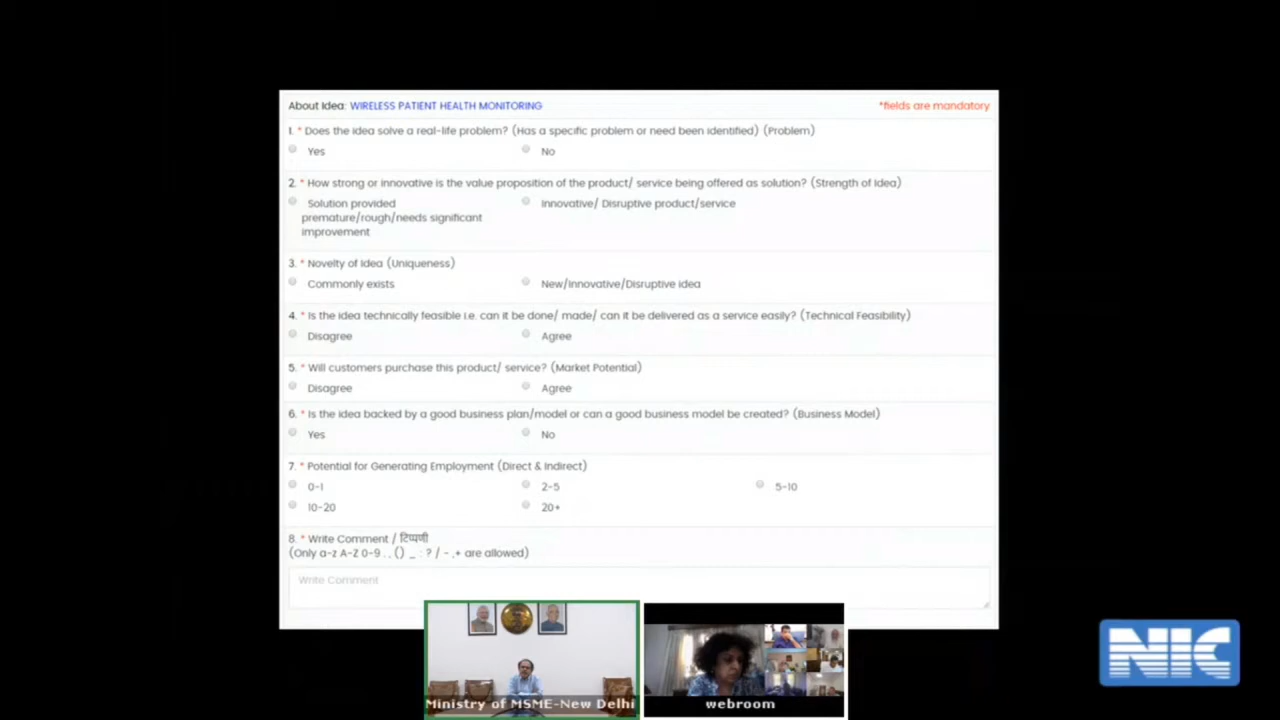 About Idea: WIRELESS PATIENT HEALTH MONITORING *fields are mandatory
1. * Does the idea solve a real-life problem? (Has a specific problem or need been identified) (Problem)
Yes No
2. * How strong or innovative is the value proposition of the product/ service being offered as solution? (Strength of Idea)
Solution provided Innovative/ Disruptive product/service
premature/rough/needs significant
improvement
3. * Novelty of Idea (Uniqueness)
Commonly exists New/Innovative/Disruptive idea
4. * Is the idea technically feasible i.e. can it be done/ made/ can it be delivered as a service easily? (Technical Feasibility)
Disagree Agree
5. * Will customers purchase this product/ service? (Market Potential)
Disagree Agree
6. * Is the idea backed by a good business plan/model or can a good business model be created? (Business Model)
Yes No
7. * Potential for Generating Employment (Direct & Indirect)
0-1 2-5 5-10
10-20 20+
8. * Write Comment / टिप्पणी
(Only a-z A-Z 0-9 . , () _ : ? / - ,+ are allowed)
Write Comment
Ministry of MSME-New Delhi webroom
NIC